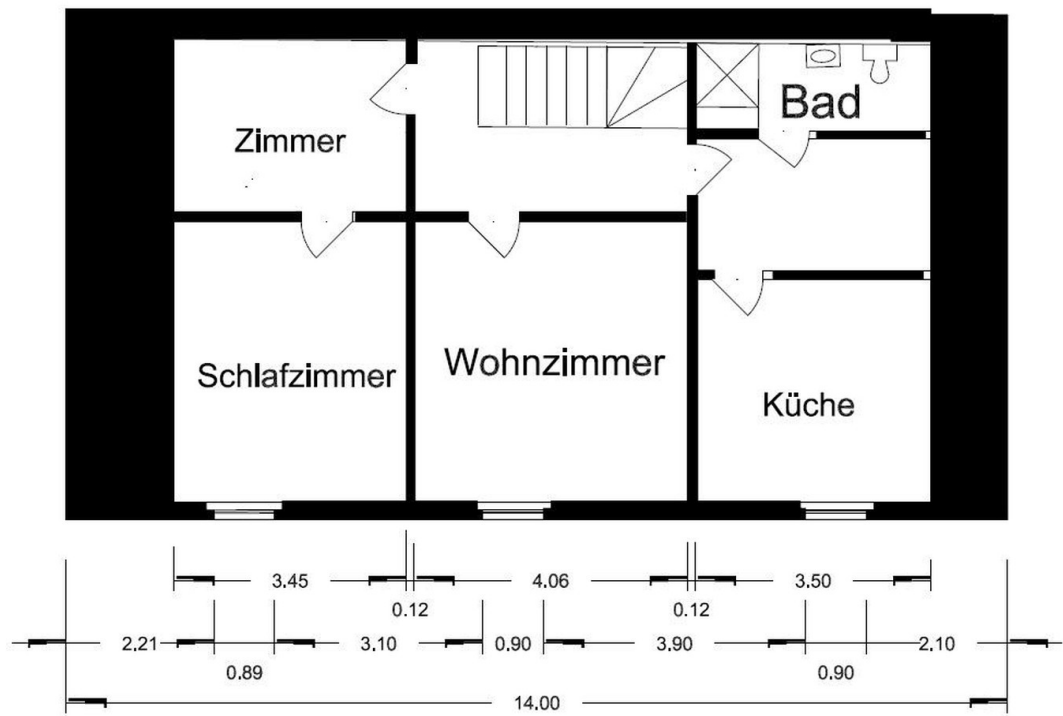 Bad
Zimmer
Wohnzimmer
Schlafzimmer
Küche
3.45
4.06
3.50
0.12
0.12
2.21
3.10
0.90
3.90
2.10
0.89
0.90
14.00